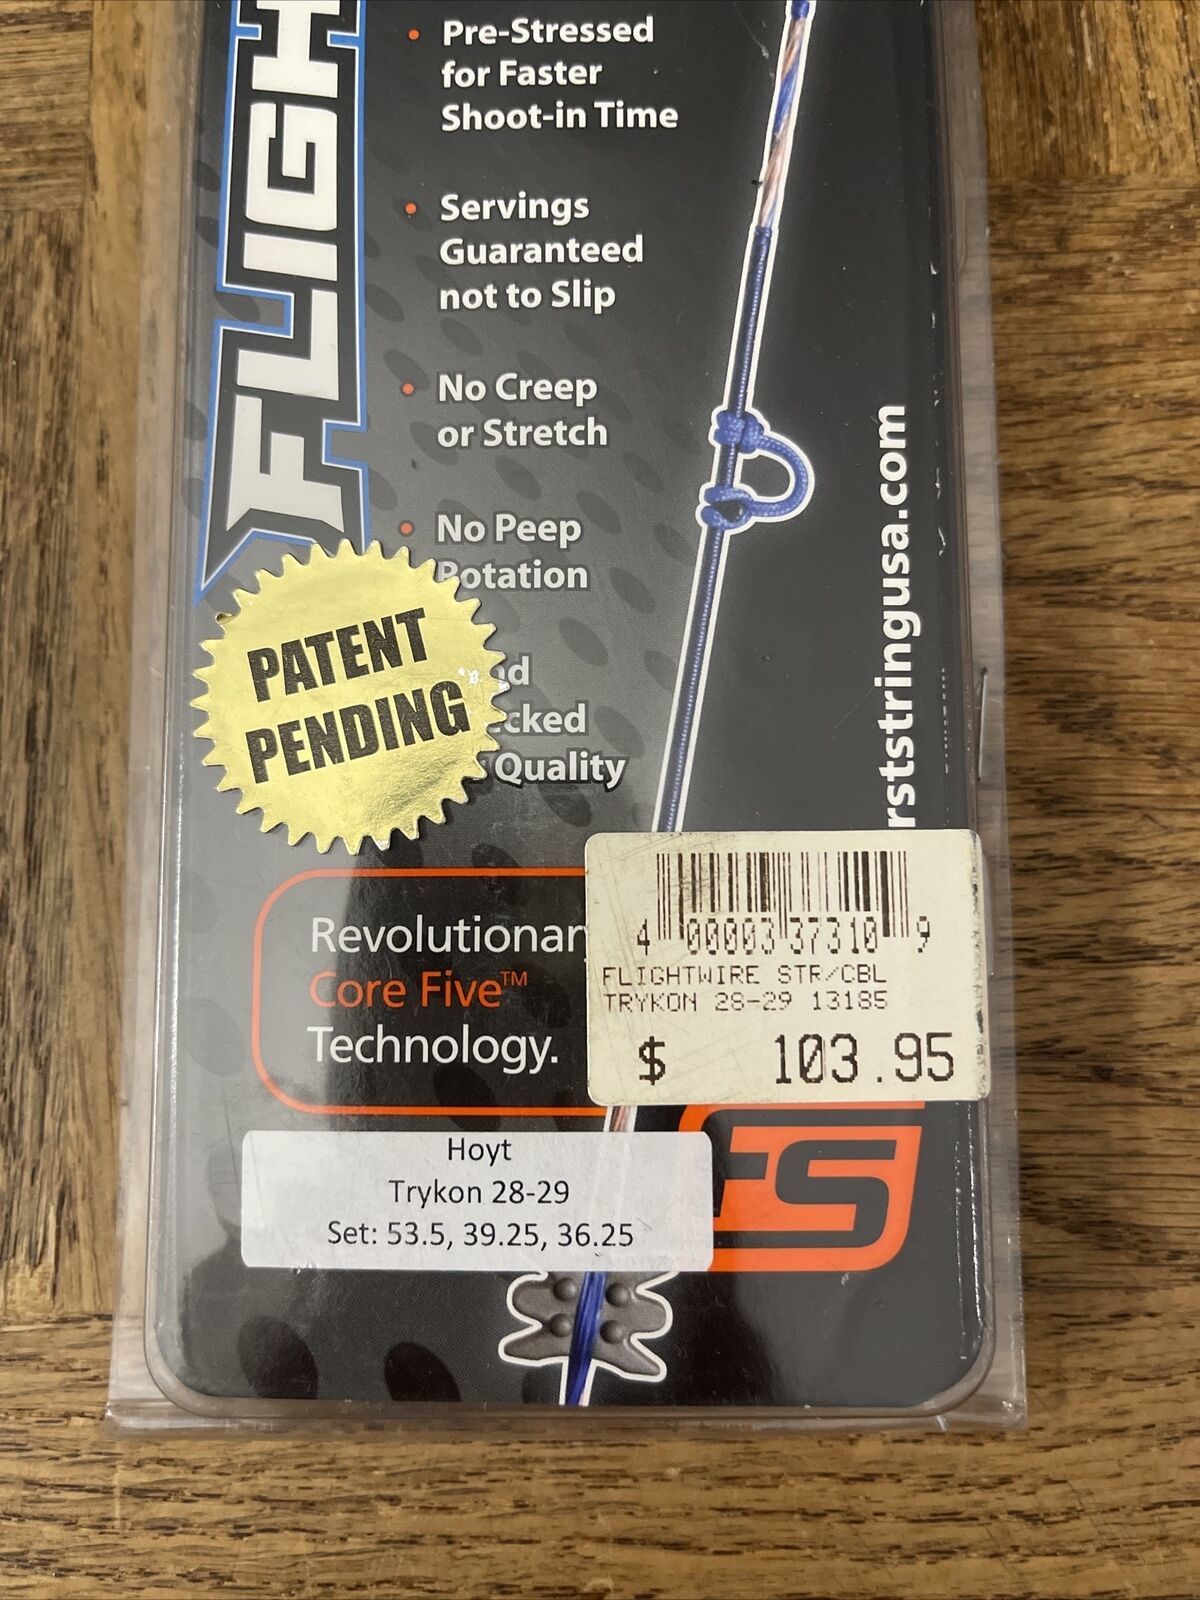 FLIGH
• Pre-Stressed
for Faster
Shoot-in Time
• Servings
Guaranteed
not to Slip
• No Creep
or Stretch
• No Peep
Rotation
Quality
PATENT
PENDING
rststringusa.com
Revolutionar
Core Five™
Technology.
4 00003 37310 9
FLIGHTWIRE STR/CBL
TRYKON 28-29 13185
$ 103.95
FS
Hoyt
Trykon 28-29
Set: 53.5, 39.25, 36.25